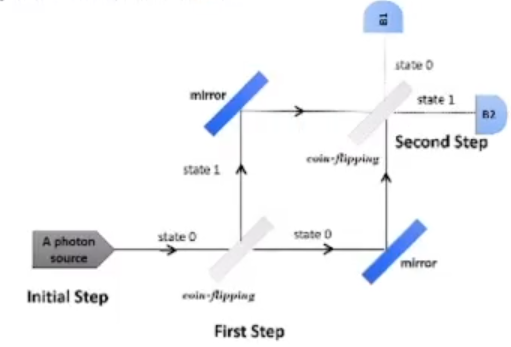 B1
state 0
mirror
state 1
B2
coin-flipping
Second Step
state 1
A photon
source
state 0
state 0
mirror
Initial Step
coin-flipping
First Step